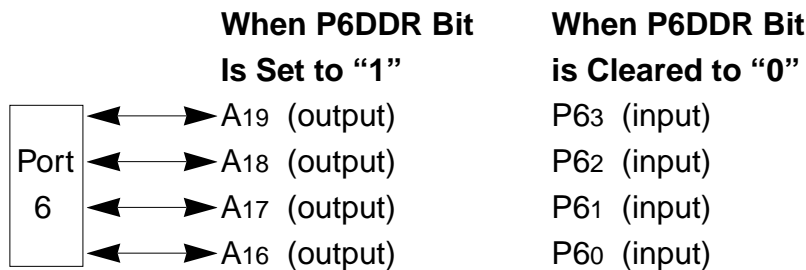 When P6DDR Bit When P6DDR Bit
Is Set to “1” is Cleared to “0”
A19 (output) P63 (input)
Port A18 (output) P62 (input)
6 A17 (output) P61 (input)
A16 (output) P60 (input)